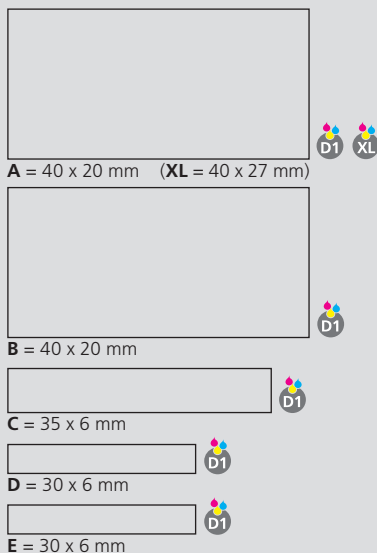 D1 XL
A = 40 x 20 mm (XL = 40 x 27 mm)
D1
B = 40 x 20 mm
D1
C = 35 x 6 mm
D1
D = 30 x 6 mm
D1
E = 30 x 6 mm